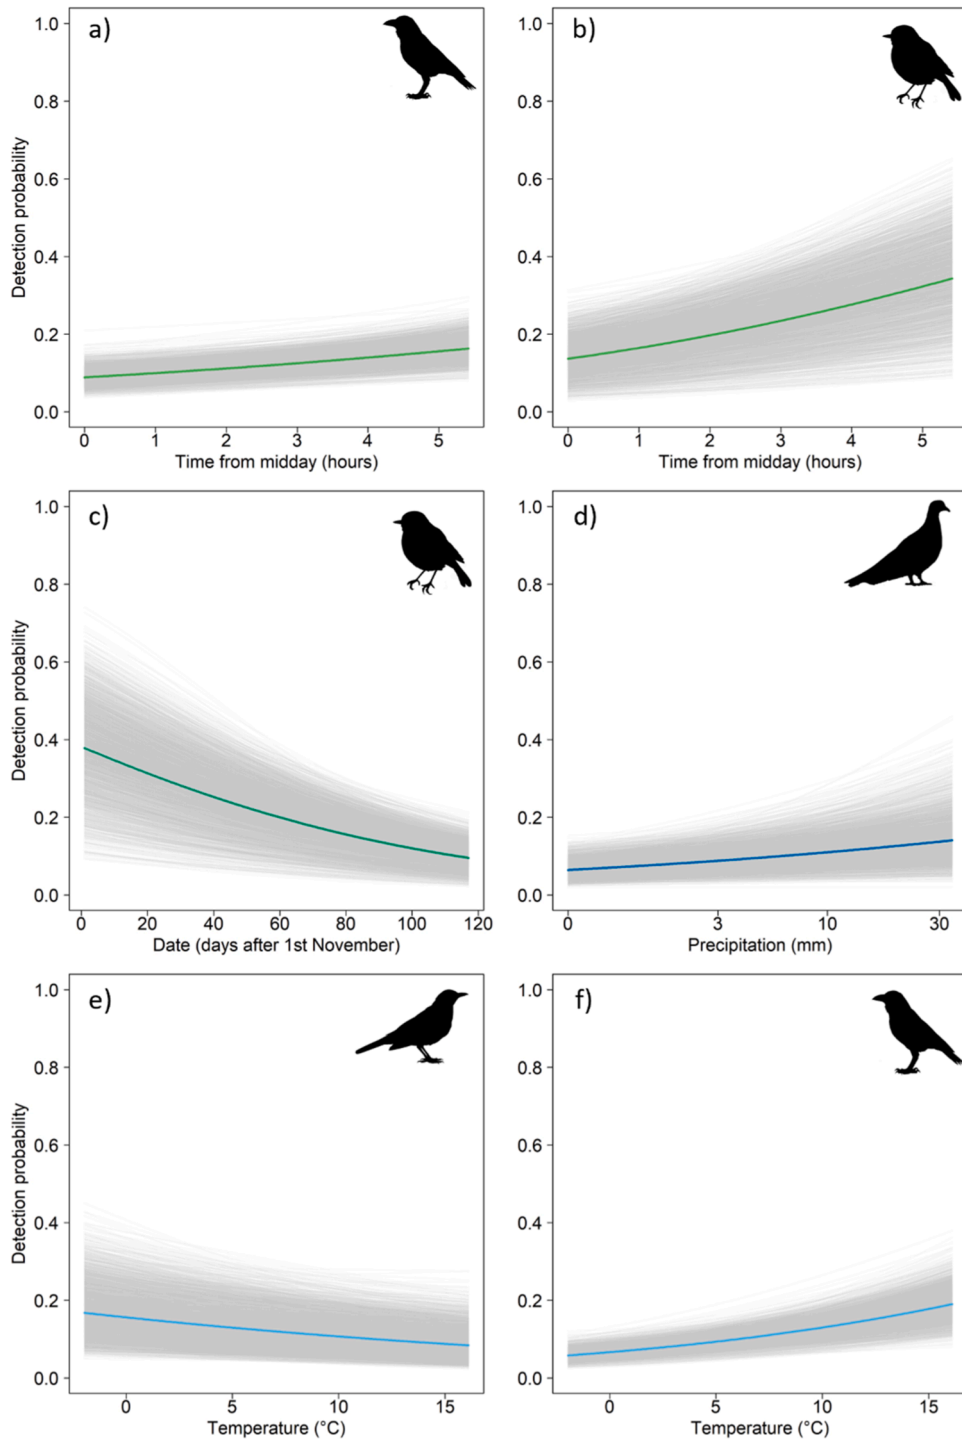 a)
1.0
0.8
0.6
0.4
0.2
0.0
Detection probability
0 1 2 3 4 5
Time from midday (hours)
b)
1.0
0.8
0.6
0.4
0.2
0.0
0 1 2 3 4 5
Time from midday (hours)
c)
1.0
0.8
0.6
0.4
0.2
0.0
Detection probability
0 20 40 60 80 100 120
Date (days after 1st November)
d)
1.0
0.8
0.6
0.4
0.2
0.0
0 3 10 30
Precipitation (mm)
e)
1.0
0.8
0.6
0.4
0.2
0.0
Detection probability
0 5 10 15
Temperature (°C)
f)
1.0
0.8
0.6
0.4
0.2
0.0
0 5 10 15
Temperature (°C)